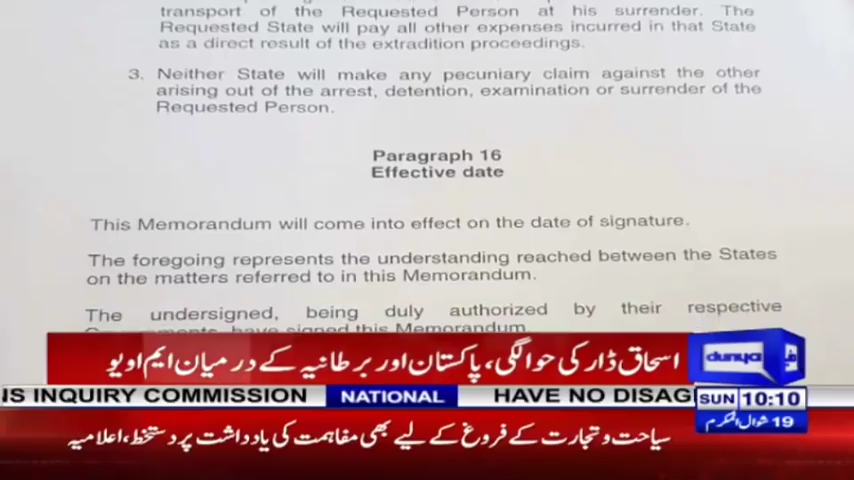 transport of the Requested Person at his surrender. The
Requested State will pay all other expenses incurred in that State
as a direct result of the extradition proceedings.
3. Neither State will make any pecuniary claim against the other
arising out of the arrest, detention, examination or surrender of the
Requested Person.
Paragraph 16
Effective date
This Memorandum will come into effect on the date of signature.
The foregoing represents the understanding reached between the States
on the matters referred to in this Memorandum.
The undersigned, being duly authorized by their respective
Governments, have signed this Memorandum.
اسحاق ڈار کی حوالگی، پاکستان اور برطانیہ کے درمیان ایم او یو
dunya
IS INQUIRY COMMISSION NATIONAL HAVE NO DISAG
SUN 10:10
19 شوال المکرم
سیاحت و تجارت کے فروغ کے لیے بھی مفاہمت کی یادداشت پر دستخط، اعلامیہ